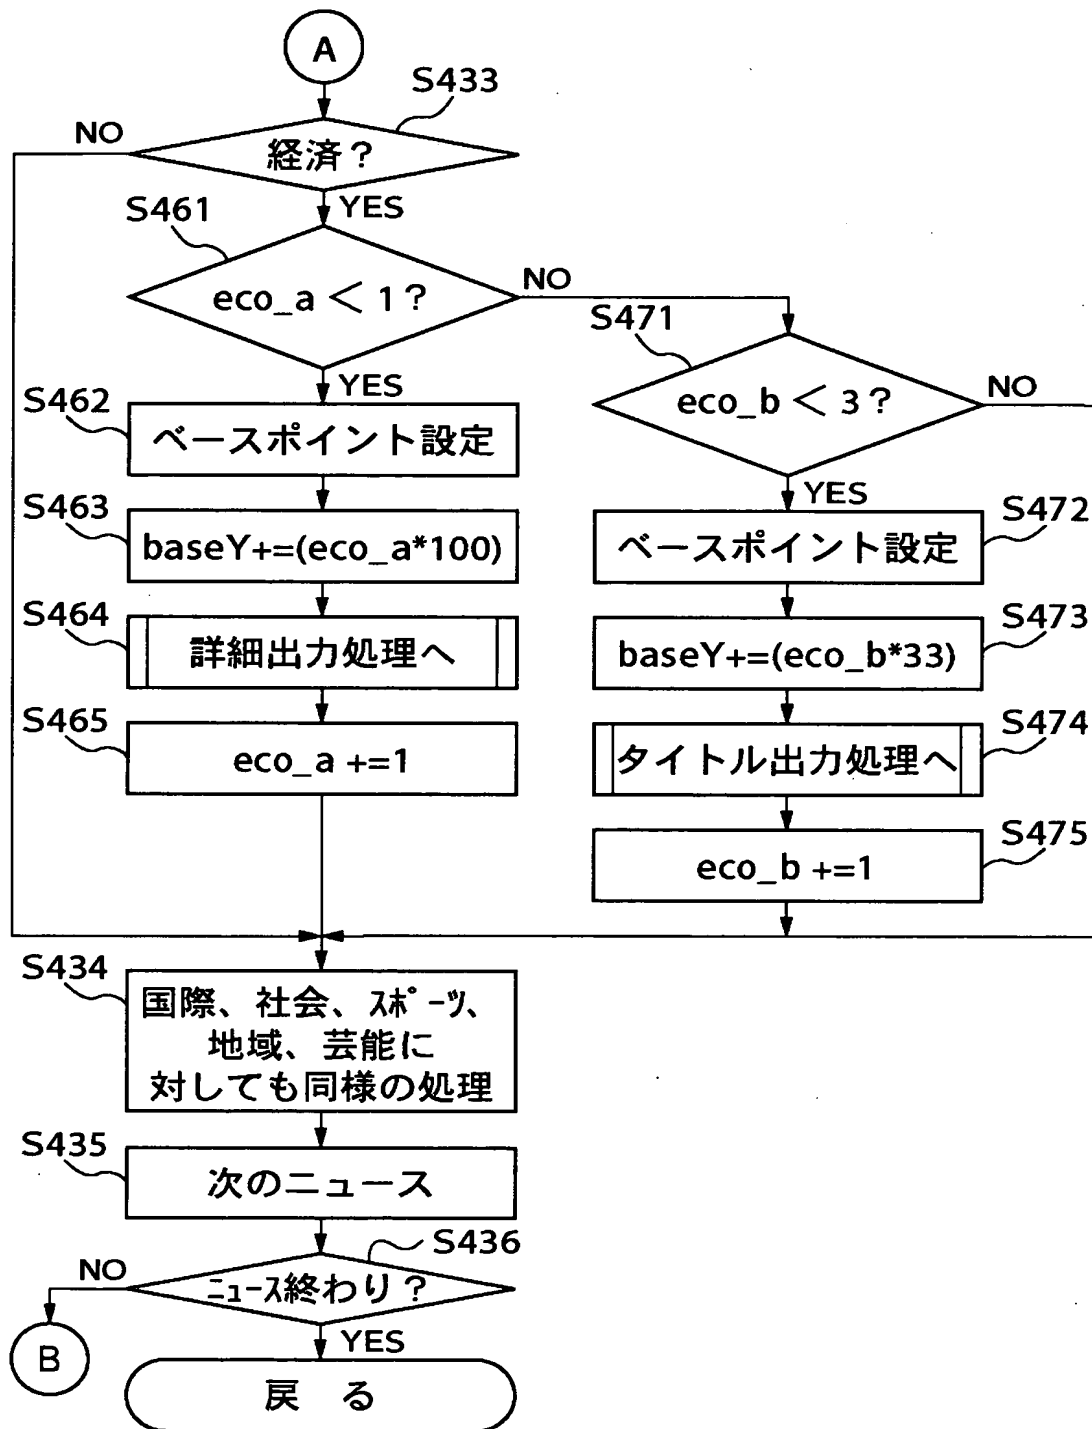 A
S433
NO
経済？
YES
S461
eco_a ＜ 1？
NO
S471
YES
eco_b ＜ 3？
NO
S462
ベースポイント設定
YES
S472
ベースポイント設定
S463
baseY+=(eco_a*100)
S473
baseY+=(eco_b*33)
S464
詳細出力処理へ
S474
タイトル出力処理へ
S465
eco_a +=1
S475
eco_b +=1
S434
国際、社会、ｽﾎﾟｰﾂ、
地域、芸能に
対しても同様の処理
S435
次のニュース
S436
NO
ﾆｭｰｽ終わり？
YES
B
戻 る